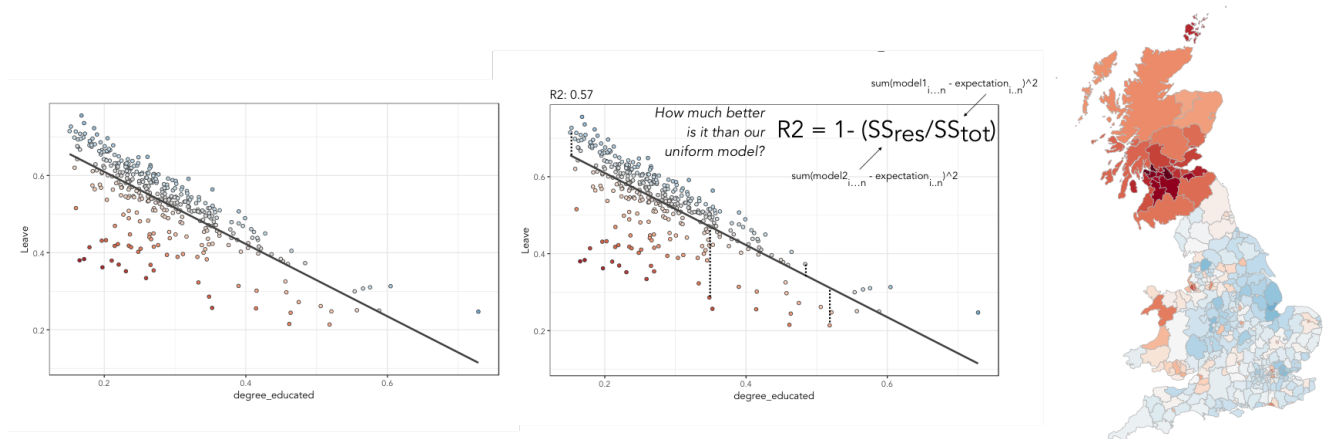 0.6
0.4
0.2
Leave
0.2
0.4
0.6
degree_educated
R2: 0.57
How much better
is it than our
uniform model?
sum(model1i...n - expectationi..n)^2
R2 = 1- (SSres/SStot)
sum(model2i...n - expectationi..n)^2
0.6
0.4
0.2
Leave
0.2
0.4
0.6
degree_educated